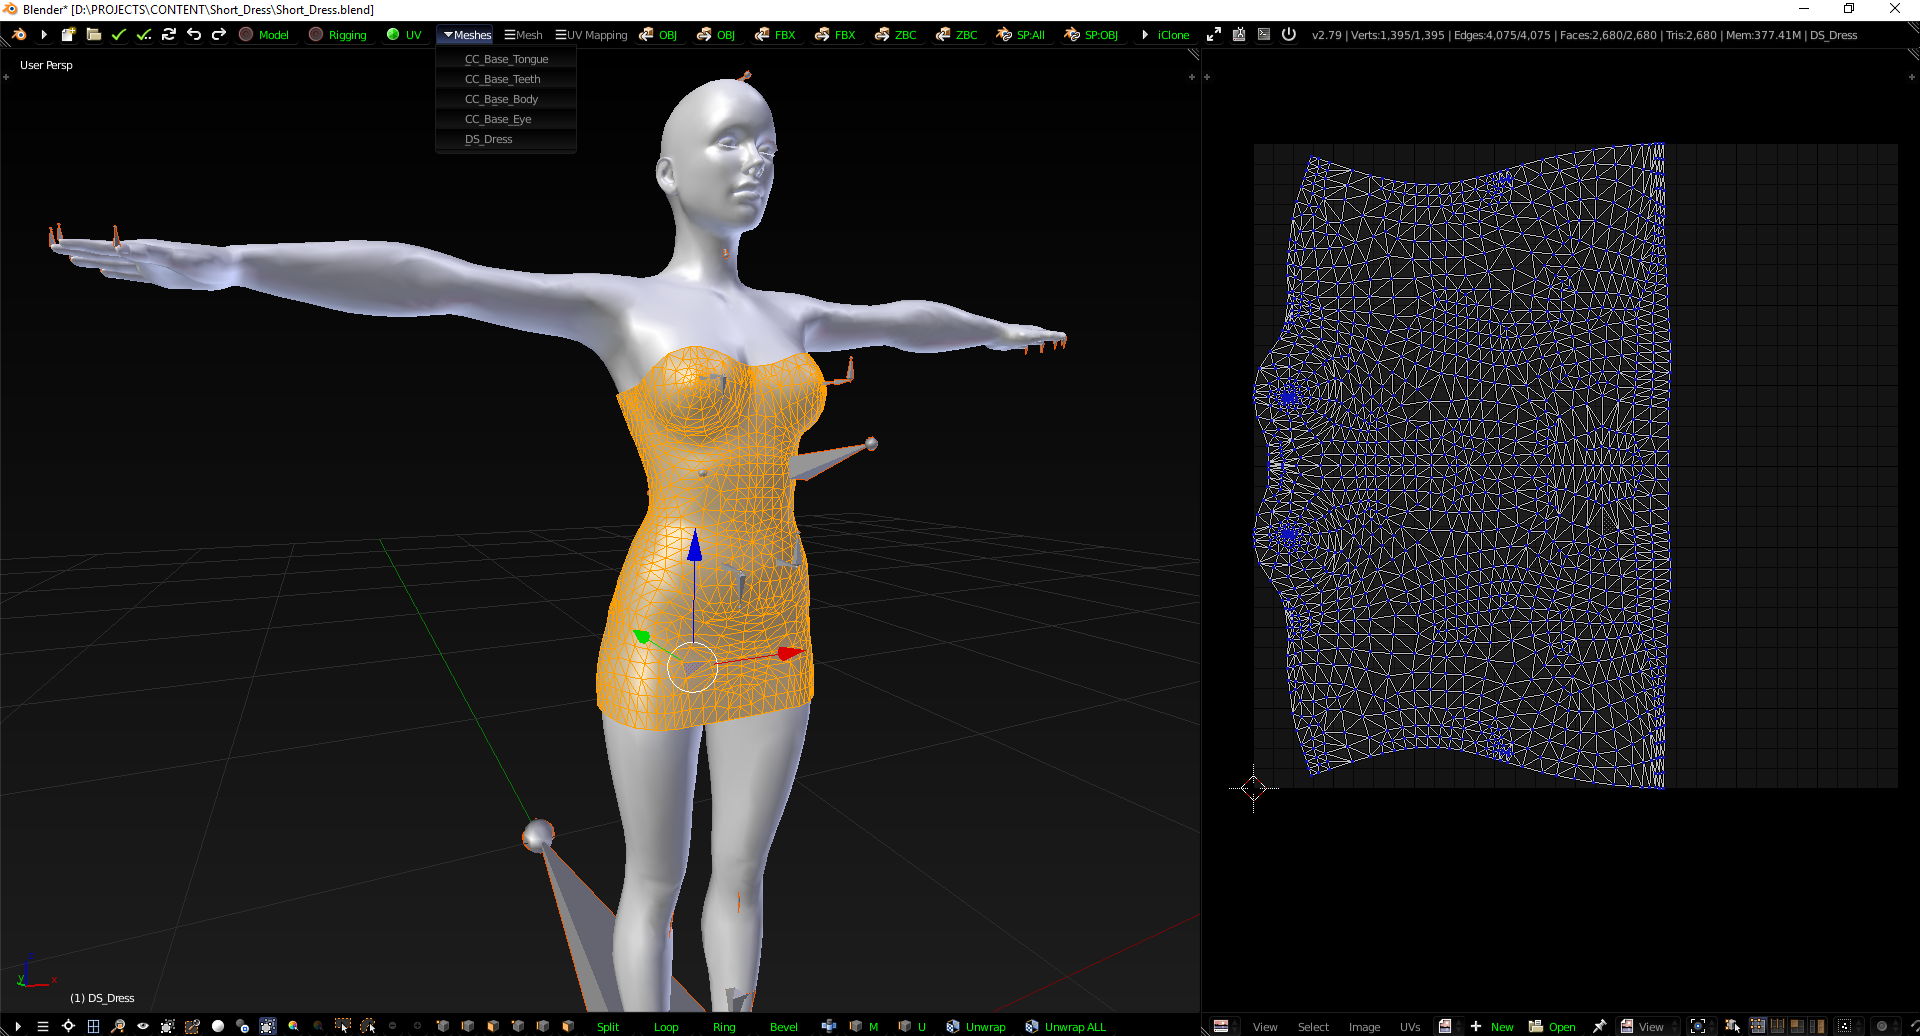 Blender* [D:\PROJECTS\CONTENT\Short_Dress\Short_Dress.blend]
Model Rigging UV Meshes Mesh UV Mapping OBJ OBJ FBX FBX ZBC ZBC SP:All SP:OBJ iClone v2.79 | Verts:1,395/1,395 | Edges:4,075/4,075 | Faces:2,680/2,680 | Tris:2,680 | Mem:377.41M | DS_Dress
User Persp
CC_Base_Tongue
CC_Base_Teeth
CC_Base_Body
CC_Base_Eye
DS_Dress
y x
(1) DS_Dress
Split Loop Ring Bevel M U Unwrap Unwrap ALL View Select Image UVs New Open View